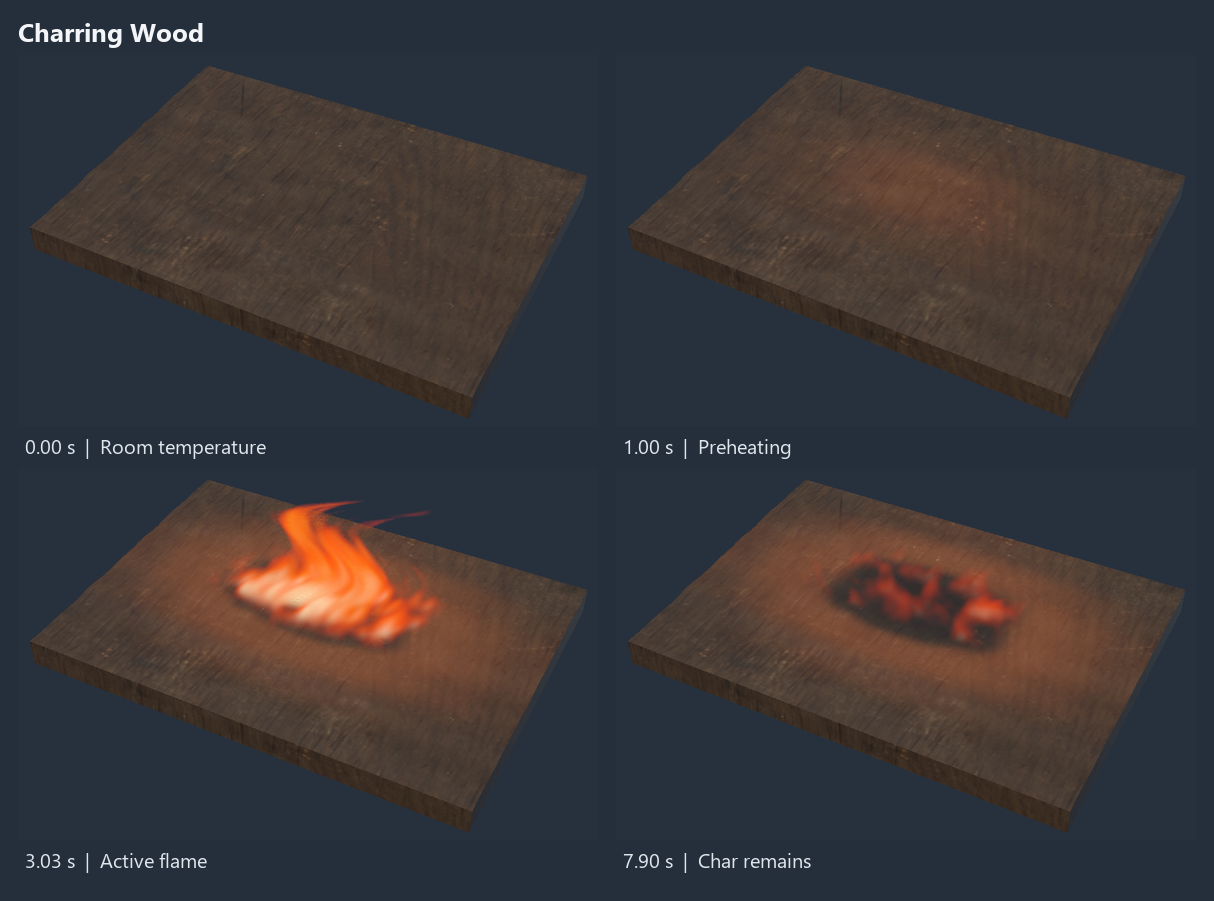 Charring Wood
0.00 s | Room temperature
1.00 s | Preheating
3.03 s | Active flame
7.90 s | Char remains